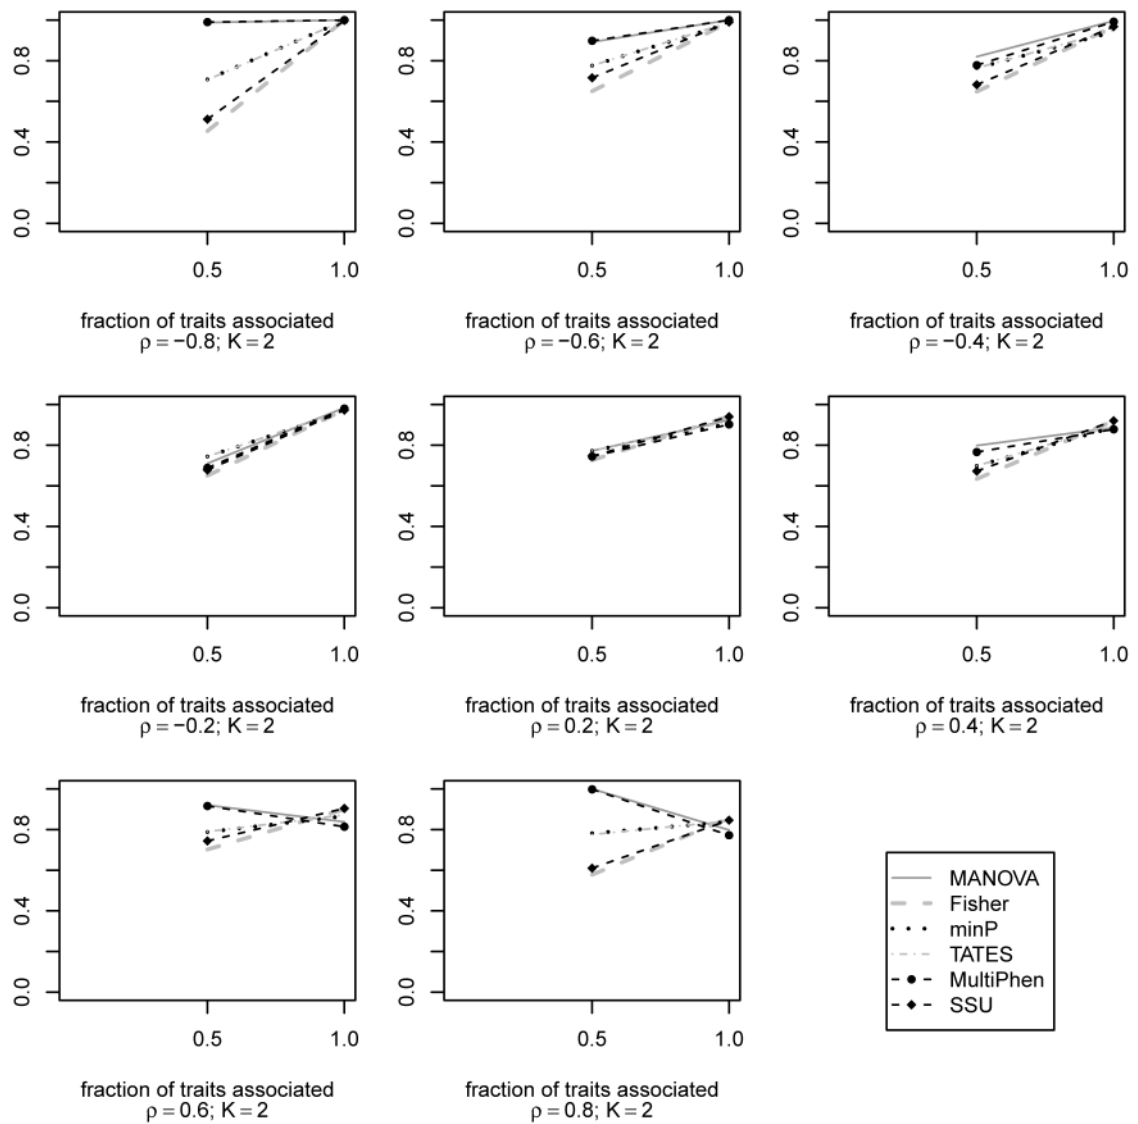 0.0 0.4 0.8
0.5 1.0
fraction of traits associated
ρ = −0.8; K = 2
0.0 0.4 0.8
0.5 1.0
fraction of traits associated
ρ = −0.6; K = 2
0.0 0.4 0.8
0.5 1.0
fraction of traits associated
ρ = −0.4; K = 2
0.0 0.4 0.8
0.5 1.0
fraction of traits associated
ρ = −0.2; K = 2
0.0 0.4 0.8
0.5 1.0
fraction of traits associated
ρ = 0.2; K = 2
0.0 0.4 0.8
0.5 1.0
fraction of traits associated
ρ = 0.4; K = 2
0.0 0.4 0.8
0.5 1.0
fraction of traits associated
ρ = 0.6; K = 2
0.0 0.4 0.8
0.5 1.0
fraction of traits associated
ρ = 0.8; K = 2
MANOVA
Fisher
minP
TATES
MultiPhen
SSU